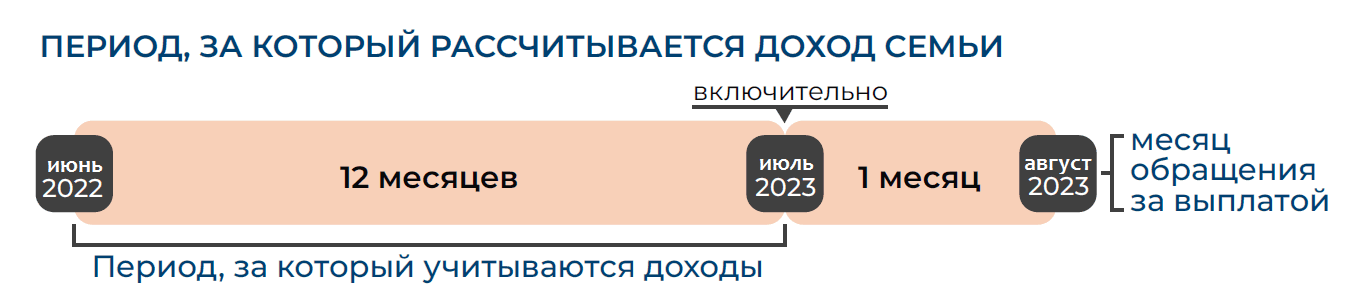 ПЕРИОД, ЗА КОТОРЫЙ РАССЧИТЫВАЕТСЯ ДОХОД СЕМЬИ
включительно
июнь
2022
12 месяцев
июль
2023
1 месяц
август
2023
месяц
обращения
за выплатой
Период, за который учитываются доходы